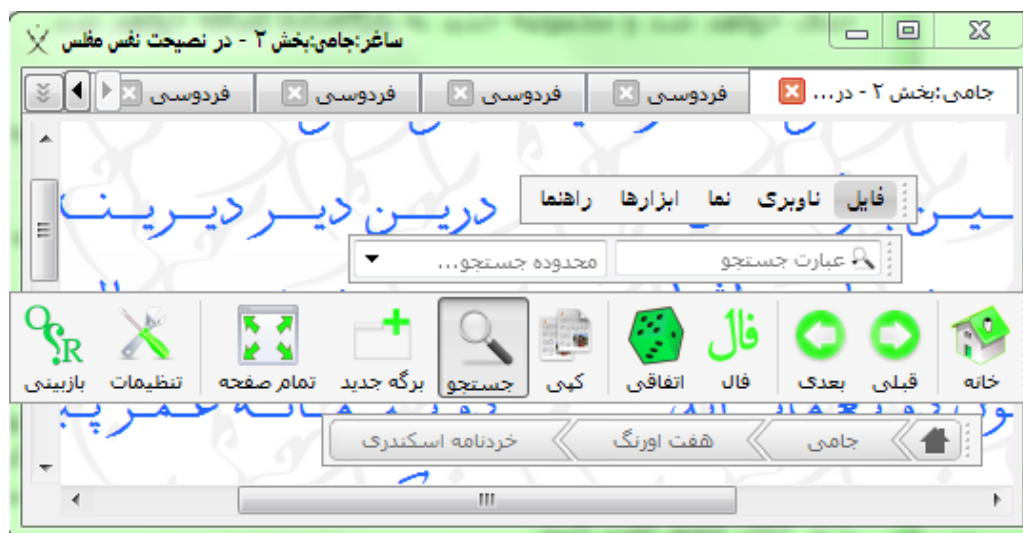 ساغر:جامی:بخش ۲ - در نصیحت نفس مفلس
جامی:بخش ۲ - در...
فردوسی
فردوسی
فردوسی
فردوسی
درین دیر دیرینه
فایل ناوبری نما ابزارها راهنما
عبارت جستجو
محدوده جستجو...
خانه قبلی بعدی فال اتفاقی کپی جستجو برگه جدید تمام صفحه تنظیمات بازبینی
جامی هفت اورنگ خردنامه اسکندری